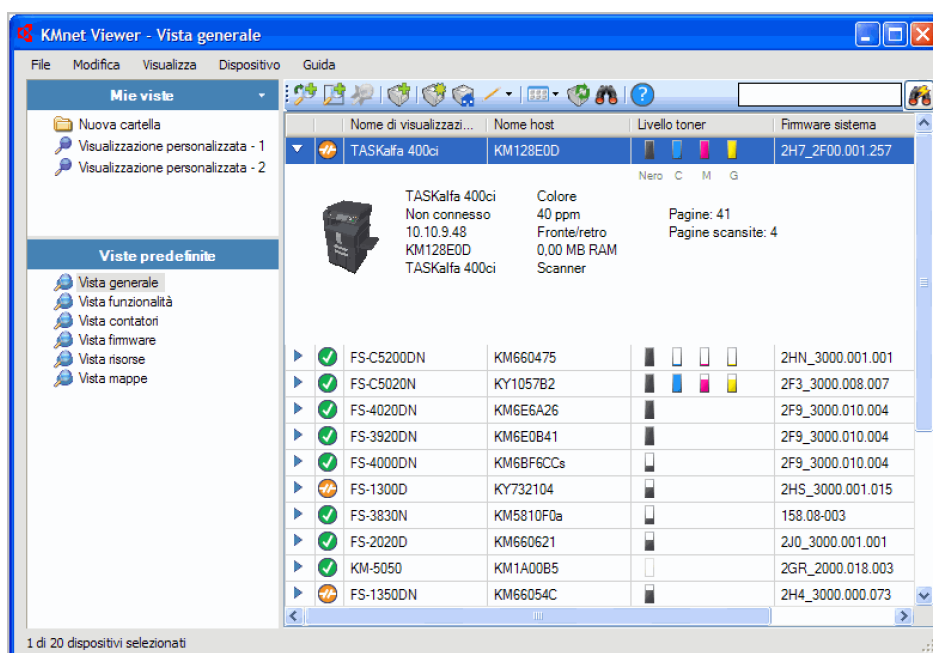 KMnet Viewer - Vista generale
File Modifica Visualizza Dispositivo Guida
Mie viste
Nuova cartella
Visualizzazione personalizzata - 1
Visualizzazione personalizzata - 2
Viste predefinite
Vista generale
Vista funzionalità
Vista contatori
Vista firmware
Vista risorse
Vista mappe
Nome di visualizzazi... Nome host Livello toner Firmware sistema
TASKalfa 400ci KM128E0D 2H7_2F00.001.257
Nero C M G
TASKalfa 400ci Colore
Non connesso 40 ppm Pagine: 41
10.10.9.48 Fronte/retro Pagine scansite: 4
KM128E0D 0,00 MB RAM
TASKalfa 400ci Scanner
FS-C5200DN KM660475 2HN_3000.001.001
FS-C5020N KY1057B2 2F3_3000.008.007
FS-4020DN KM6E6A26 2F9_3000.010.004
FS-3920DN KM6E0B41 2F9_3000.010.004
FS-4000DN KM6BF6CCs 2F9_3000.010.004
FS-1300D KY732104 2HS_3000.001.015
FS-3830N KM5810F0a 158.08-003
FS-2020D KM660621 2J0_3000.001.001
KM-5050 KM1A00B5 2GR_2000.018.003
FS-1350DN KM66054C 2H4_3000.000.073
1 di 20 dispositivi selezionati